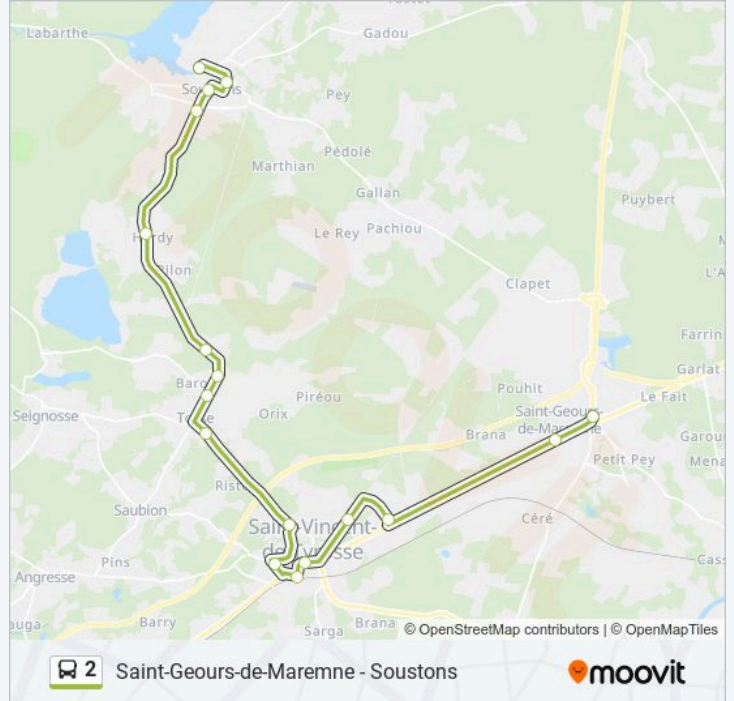 Labarthe
Gadou
Pey
Pédolé
Marthian
Gallan
Puybert
Le Rey
Pachiou
Clapet
L'A
Farrin
Garlat
Pouhit
Le Fait
Piréou
Seignosse
Orix
Saint-Geours-
de-Maremne
Brana
Garou
Petit Pey
Mena
Saubion
Saint-Vincent-
de-Tyrosse
Céré
Pins
Cass
Angresse
auga
Barry
Sarga
Brana
© OpenStreetMap contributors | © OpenMapTiles
2
Saint-Geours-de-Maremne - Soustons
moovit